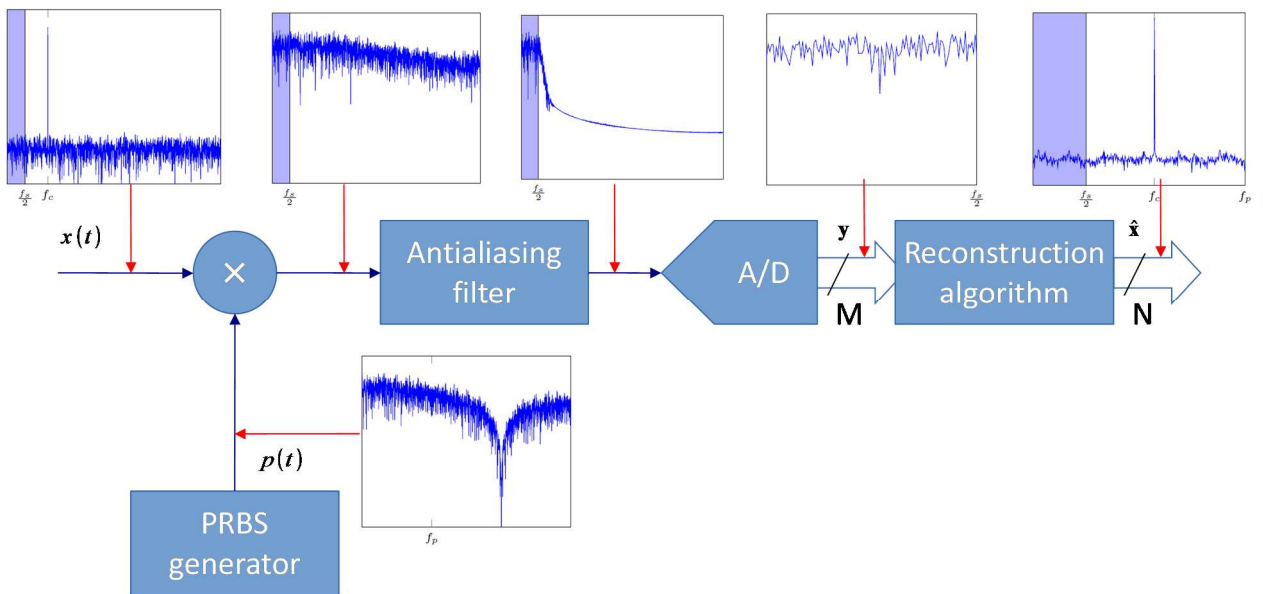 f_s/2 f_c
f_s/2
f_s/2
f_s/2
f_s/2 f_c f_p
x(t)
×
Antialiasing
filter
A/D
y
M
Reconstruction
algorithm
x̂
N
p(t)
f_p
PRBS
generator